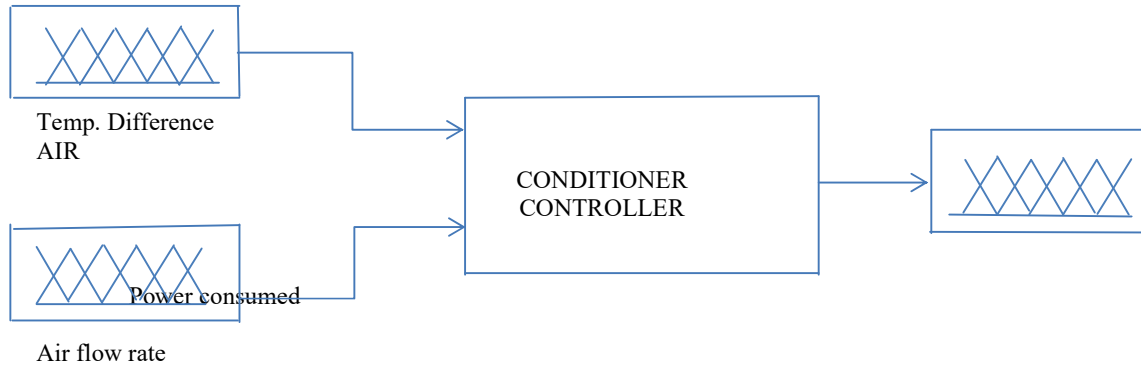 Temp. Difference
AIR
CONDITIONER
CONTROLLER
Power consumed
Air flow rate